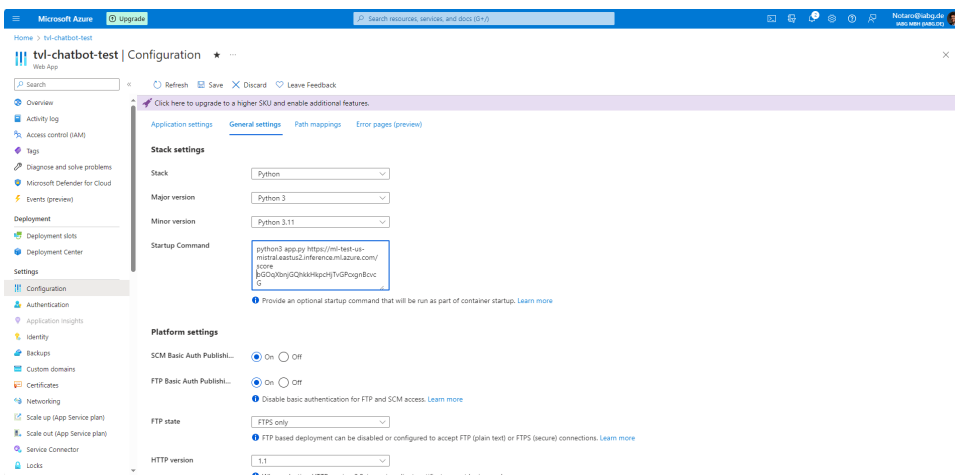 Microsoft Azure
Upgrade
Search resources, services, and docs (G+/)
Notaro@iabg.de
IABG MBH (IABG.DE)
Home > tvl-chatbot-test
tvl-chatbot-test | Configuration ★ ...
Web App
Search
Refresh Save Discard Leave Feedback
Click here to upgrade to a higher SKU and enable additional features.
Overview
Activity log
Access control (IAM)
Tags
Diagnose and solve problems
Microsoft Defender for Cloud
Events (preview)
Deployment
Deployment slots
Deployment Center
Settings
Configuration
Authentication
Application Insights
Identity
Backups
Custom domains
Certificates
Networking
Scale up (App Service plan)
Scale out (App Service plan)
Service Connector
Locks
Application settings General settings Path mappings Error pages (preview)
Stack settings
Stack
Python
Major version
Python 3
Minor version
Python 3.11
Startup Command
python3 app.py https://ml-test-us-
mistral.eastus2.inference.ml.azure.com/
score
bGOqXbnjGQhkkHkpcHjTvGPoxgnBcvc
G
Provide an optional startup command that will be run as part of container startup. Learn more
Platform settings
SCM Basic Auth Publishi...
On Off
FTP Basic Auth Publishi...
On Off
Disable basic authentication for FTP and SCM access. Learn more
FTP state
FTPS only
FTP based deployment can be disabled or configured to accept FTP (plain text) or FTPS (secure) connections. Learn more
HTTP version
1.1